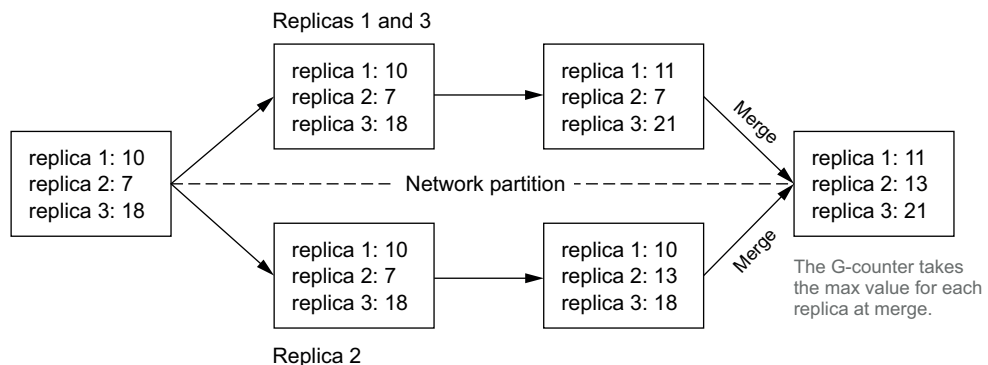 Replicas 1 and 3
replica 1: 10
replica 2: 7
replica 3: 18
replica 1: 11
replica 2: 7
replica 3: 21
Merge
replica 1: 10
replica 2: 7
replica 3: 18
Network partition
replica 1: 11
replica 2: 13
replica 3: 21
replica 1: 10
replica 2: 7
replica 3: 18
replica 1: 10
replica 2: 13
replica 3: 18
Merge
The G-counter takes
the max value for each
replica at merge.
Replica 2